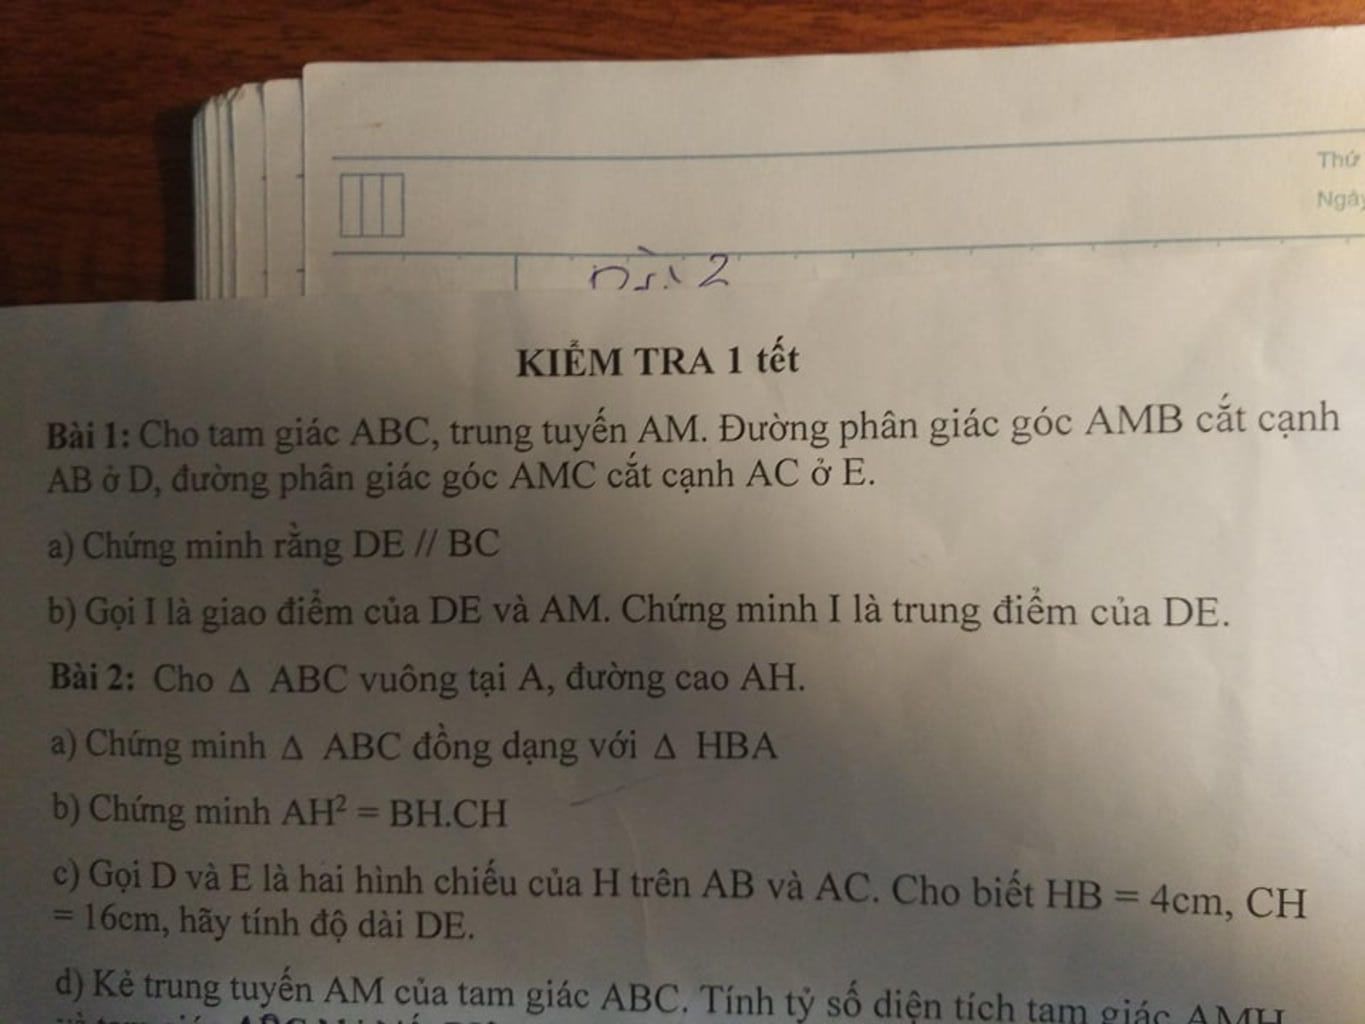 Thứ
Ngày
Bài 2
KIỂM TRA 1 tết
Bài 1: Cho tam giác ABC, trung tuyến AM. Đường phân giác góc AMB cắt cạnh
AB ở D, đường phân giác góc AMC cắt cạnh AC ở E.
a) Chứng minh rằng DE // BC
b) Gọi I là giao điểm của DE và AM. Chứng minh I là trung điểm của DE.
Bài 2: Cho Δ ABC vuông tại A, đường cao AH.
a) Chứng minh Δ ABC đồng dạng với Δ HBA
b) Chứng minh AH² = BH.CH
c) Gọi D và E là hai hình chiếu của H trên AB và AC. Cho biết HB = 4cm, CH
= 16cm, hãy tính độ dài DE.
d) Kẻ trung tuyến AM của tam giác ABC. Tính tỷ số diện tích tam giác AMH